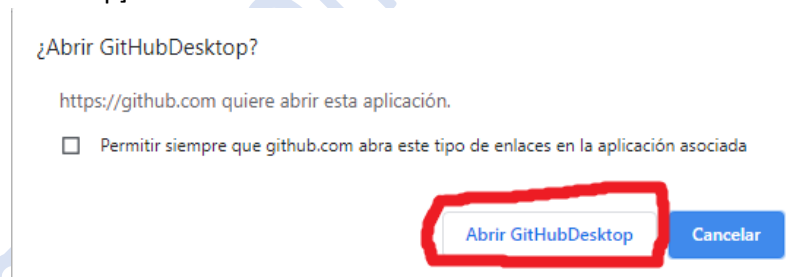 ¿Abrir GitHubDesktop?
https://github.com quiere abrir esta aplicación.
Permitir siempre que github.com abra este tipo de enlaces en la aplicación asociada
Abrir GitHubDesktop Cancelar